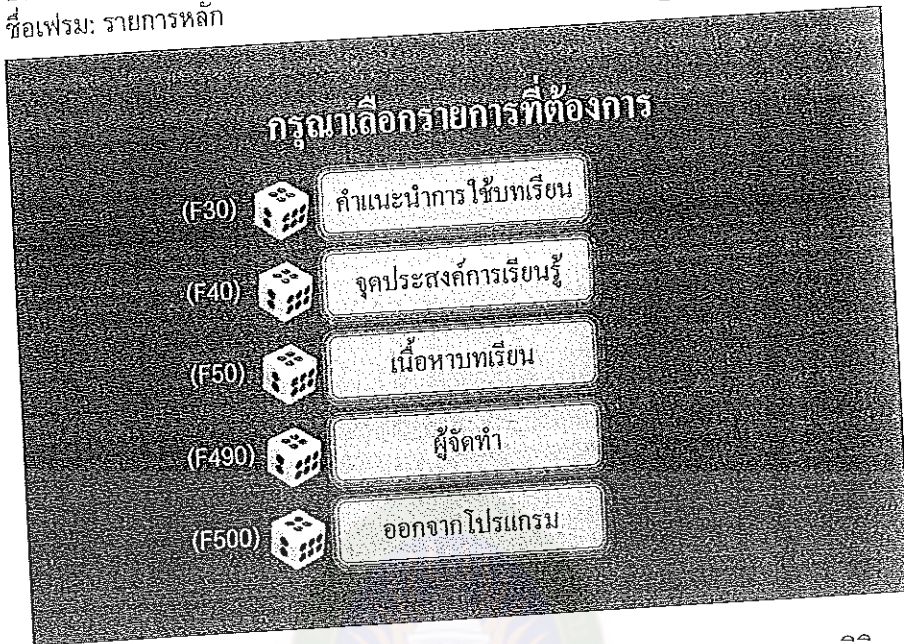 ชื่อเฟรม: รายการหลัก
กรุณาเลือกรายการที่ต้องการ
(F30) คำแนะนำการใช้บทเรียน
(F40) จุดประสงค์การเรียนรู้
(F50) เนื้อหาบทเรียน
(F490) ผู้จัดทำ
(F500) ออกจากโปรแกรม